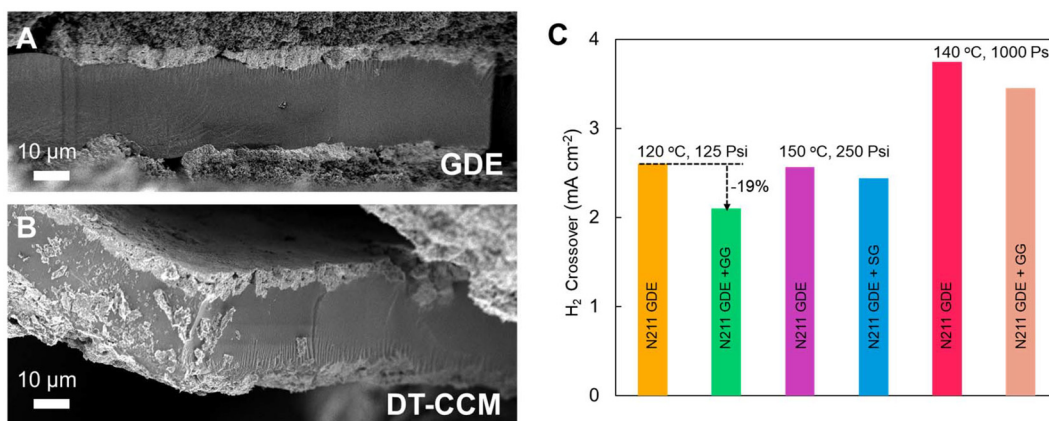 A
10 µm
GDE
B
10 µm
DT-CCM
C
H2 Crossover (mA cm-2)
4
3
2
1
0
120 oC, 125 Psi
-19%
150 oC, 250 Psi
140 oC, 1000 Psi
N211 GDE
N211 GDE +GG
N211 GDE
N211 GDE + SG
N211 GDE
N211 GDE + GG